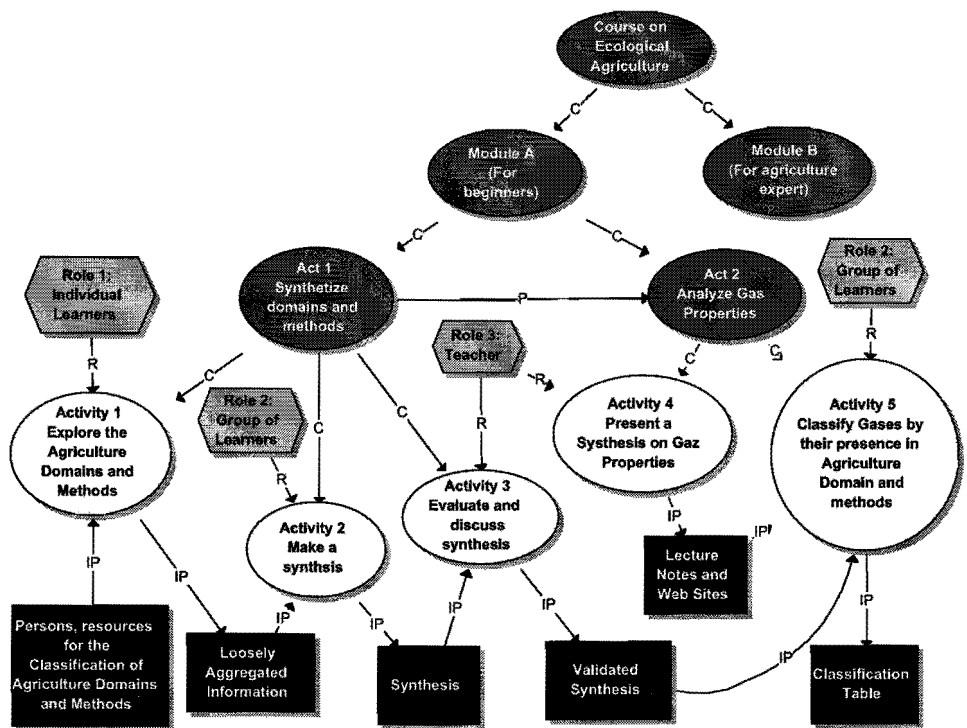 Course on
Ecological
Agriculture
C
C
Module A
(For
beginners)
Module B
(For agriculture
expert)
C
C
Role 1:
Individual
Learners
Act 1
Synthetize
domains and
methods
P
Act 2
Analyze Gas
Properties
Role 2:
Group of
Learners
R
C
Role 2:
Group of
Learners
C
C
Role 3:
Teacher
R
R
C
C
R
Activity 1
Explore the
Agriculture
Domains and
Methods
R
Activity 2
Make a
synthsis
Activity 3
Evaluate and
discuss
synthesis
Activity 4
Present a
Systhesis on Gaz
Properties
Activity 5
Classify Gases by
their presence in
Agriculture
Domain and
methods
IP
IP
IP
IP
IP
IP
IP
IP
IP
IP
Persons, resources
for the
Classification of
Agriculture Domains
and Methods
Loosely
Aggregated
Information
Synthesis
Validated
Synthesis
Lecture
Notes and
Web Sites
Classification
Table